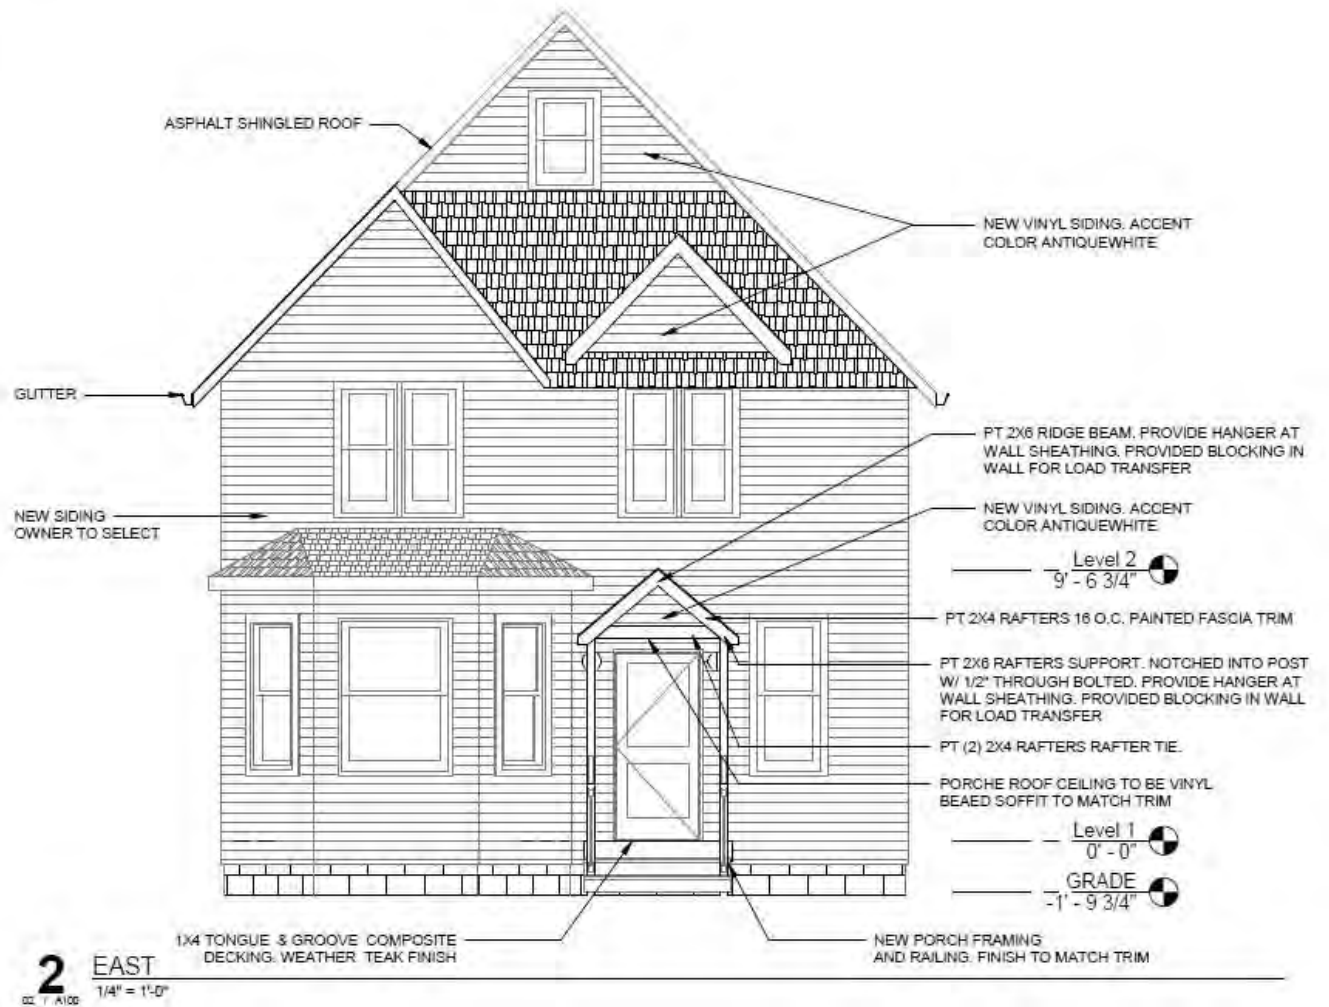 ASPHALT SHINGLED ROOF
NEW VINYL SIDING. ACCENT
COLOR ANTIQUEWHITE
GUTTER
PT 2X6 RIDGE BEAM. PROVIDE HANGER AT
WALL SHEATHING. PROVIDED BLOCKING IN
WALL FOR LOAD TRANSFER
NEW SIDING
OWNER TO SELECT
NEW VINYL SIDING. ACCENT
COLOR ANTIQUEWHITE
Level 2
9' - 6 3/4"
PT 2X4 RAFTERS 16 O.C. PAINTED FASCIA TRIM
PT 2X6 RAFTERS SUPPORT. NOTCHED INTO POST
W/ 1/2" THROUGH BOLTED. PROVIDE HANGER AT
WALL SHEATHING. PROVIDED BLOCKING IN WALL
FOR LOAD TRANSFER
PT (2) 2X4 RAFTERS RAFTER TIE.
PORCHE ROOF CEILING TO BE VINYL
BEAED SOFFIT TO MATCH TRIM
Level 1
0' - 0"
GRADE
-1' - 9 3/4"
1X4 TONGUE & GROOVE COMPOSITE
DECKING. WEATHER TEAK FINISH
NEW PORCH FRAMING
AND RAILING. FINISH TO MATCH TRIM
2 EAST
1/4" = 1'-0"